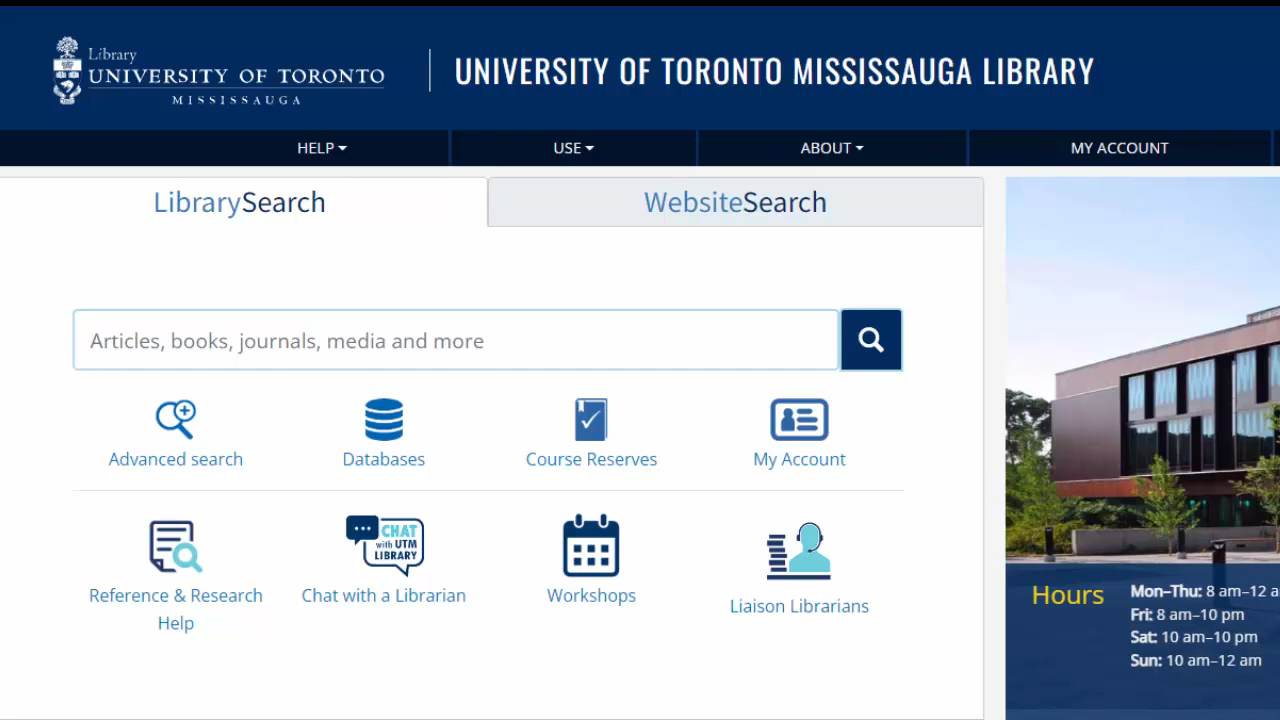 Library
UNIVERSITY OF TORONTO
MISSISSAUGA
UNIVERSITY OF TORONTO MISSISSAUGA LIBRARY
HELP
USE
ABOUT
MY ACCOUNT
LibrarySearch
WebsiteSearch
Articles, books, journals, media and more
Advanced search
Databases
Course Reserves
My Account
CHAT
with UTM
LIBRARY
Reference & Research
Help
Chat with a Librarian
Workshops
Liaison Librarians
Hours
Mon–Thu: 8 am–12 a
Fri: 8 am–10 pm
Sat: 10 am–10 pm
Sun: 10 am–12 am